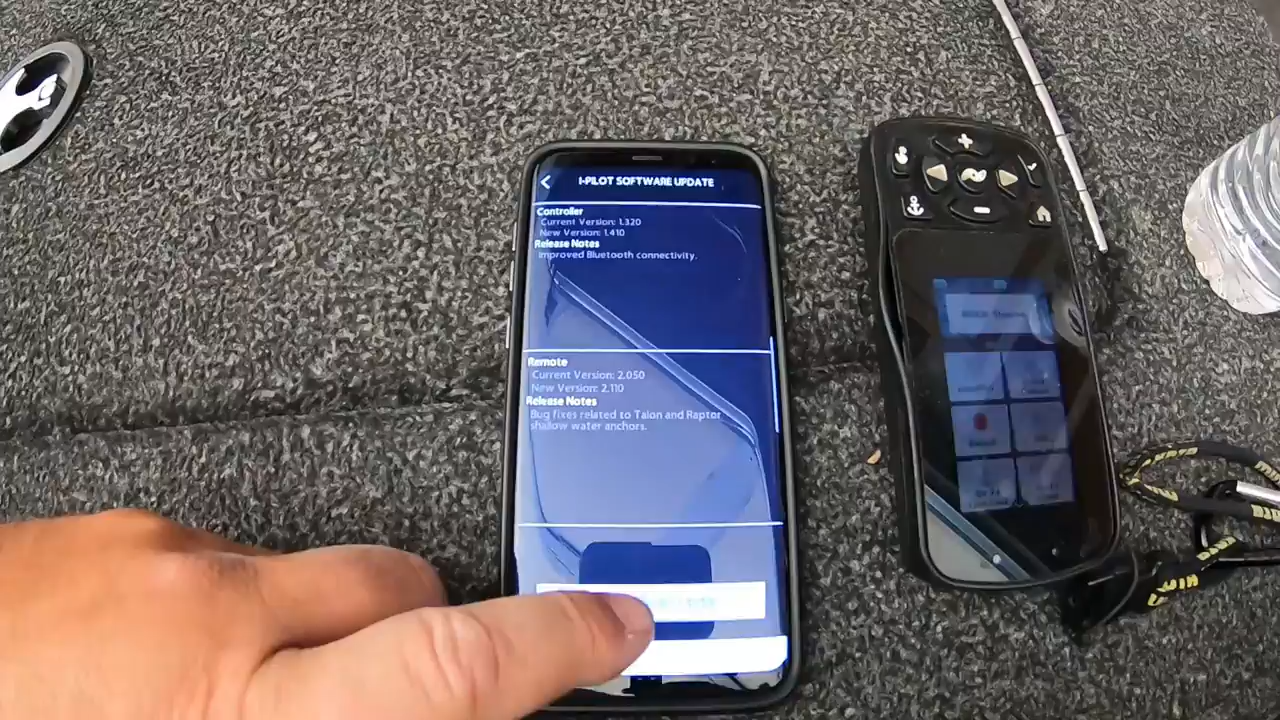 I-PILOT SOFTWARE UPDATE
Controller
Current Version: 1.320
New Version: 1.410
Release Notes
Improved Bluetooth connectivity.
Remote
Current Version: 2.050
New Version: 2.110
Release Notes
Bug fixes related to Talon and Raptor
shallow water anchors.